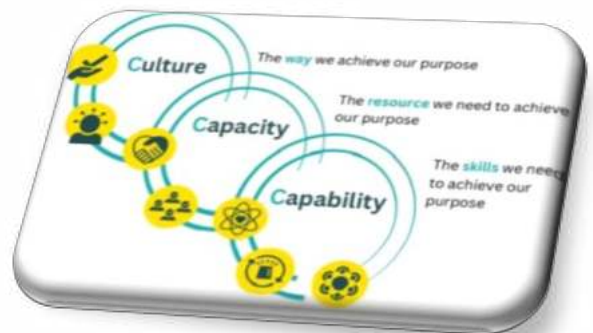 Culture
The way we achieve our purpose
Capacity
The resource we need to achieve
our purpose
Capability
The skills we need
to achieve our
purpose